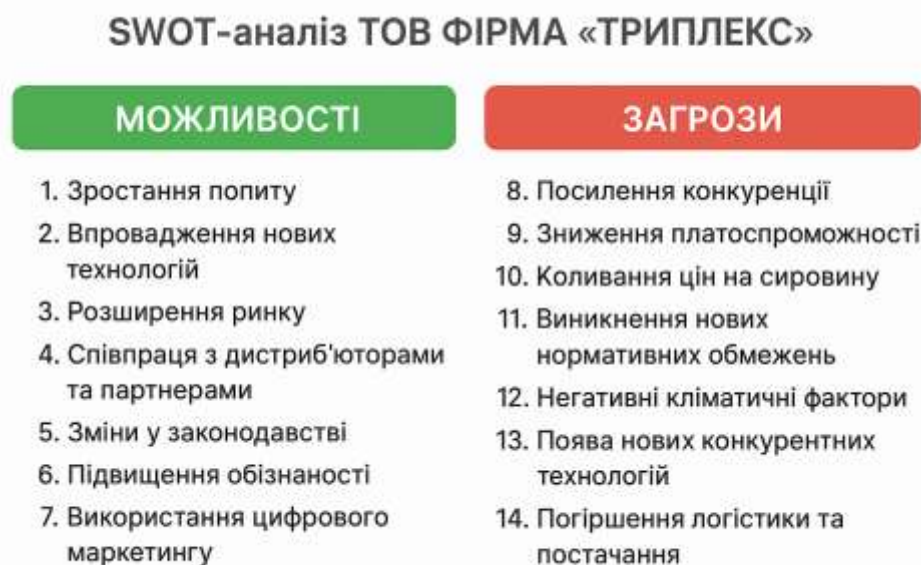 SWOT-аналіз ТОВ ФІРМА «ТРИПЛЕКС»
МОЖЛИВОСТІ
1. Зростання попиту
2. Впровадження нових
технологій
3. Розширення ринку
4. Співпраця з дистриб'юторами
та партнерами
5. Зміни у законодавстві
6. Підвищення обізнаності
7. Використання цифрового
маркетингу
ЗАГРОЗИ
8. Посилення конкуренції
9. Зниження платоспроможності
10. Коливання цін на сировину
11. Виникнення нових
нормативних обмежень
12. Негативні кліматичні фактори
13. Поява нових конкурентних
технологій
14. Погіршення логістики та
постачання